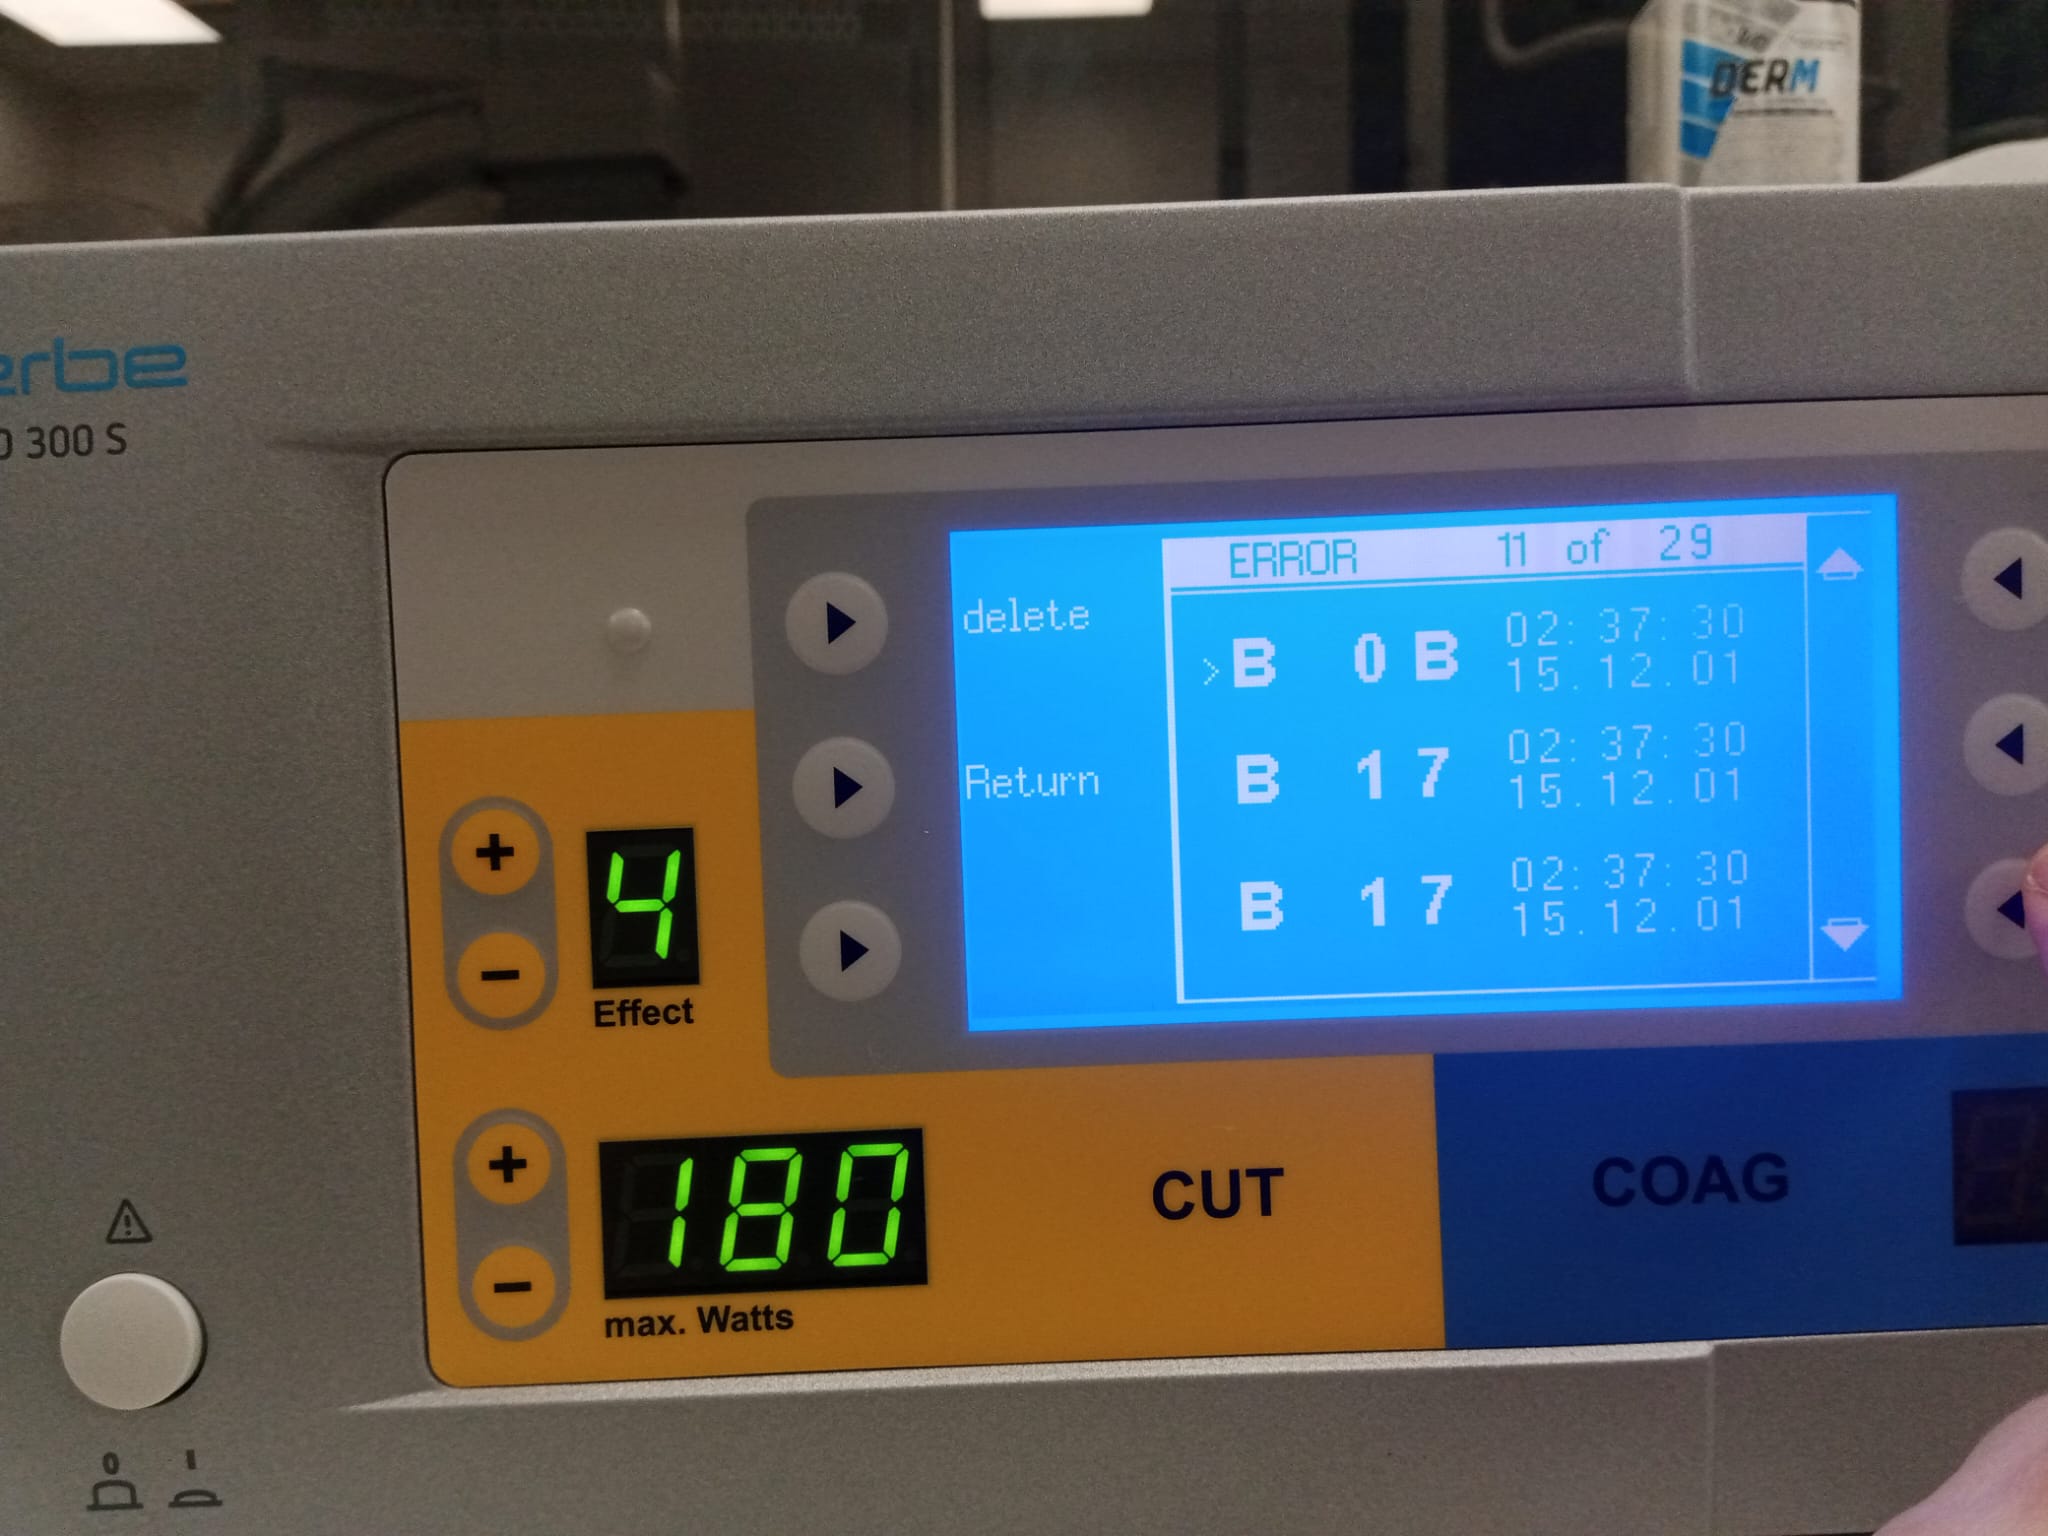 DERM
erbe
300 S
ERROR 11 of 29
delete
>B 0B 02:37:30
15.12.01
Return
B 17 02:37:30
15.12.01
B 17 02:37:30
15.12.01
+
4
-
Effect
+
180
-
max. Watts
CUT
COAG
0 I